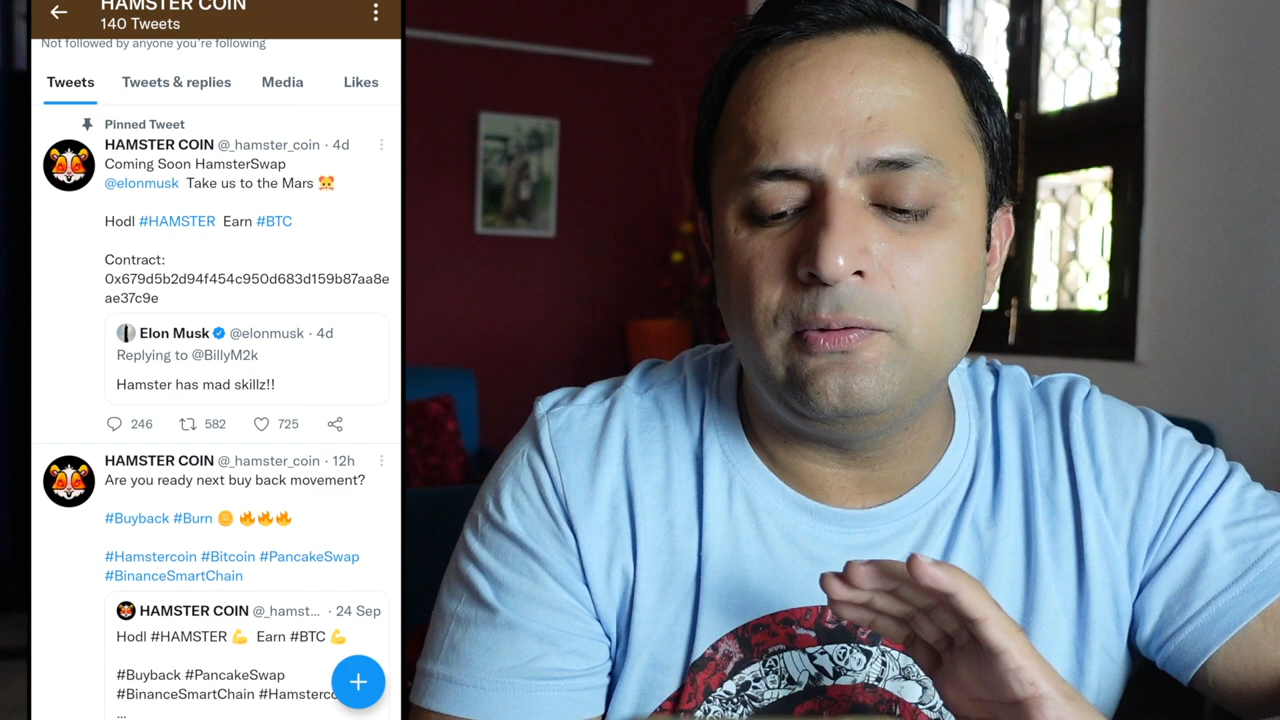 HAMSTER COIN
140 Tweets
Not followed by anyone you're following
Tweets Tweets & replies Media Likes
Pinned Tweet
HAMSTER COIN @_hamster_coin · 4d
Coming Soon HamsterSwap
@elonmusk Take us to the Mars 🐹
Hodl #HAMSTER Earn #BTC
Contract:
0x679d5b2d94f454c950d683d159b87aa8e
ae37c9e
Elon Musk @elonmusk · 4d
Replying to @BillyM2k
Hamster has mad skillz!!
246 582 725
HAMSTER COIN @_hamster_coin · 12h
Are you ready next buy back movement?
#Buyback #Burn 🪙 🔥🔥🔥
#Hamstercoin #Bitcoin #PancakeSwap
#BinanceSmartChain
HAMSTER COIN @_hamst... · 24 Sep
Hodl #HAMSTER 💪 Earn #BTC 💪
#Buyback #PancakeSwap
#BinanceSmartChain #Hamsterco
...